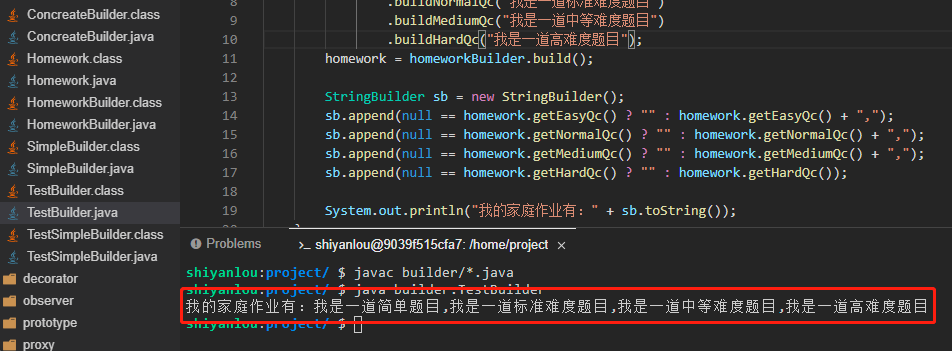 ConcreateBuilder.class
ConcreateBuilder.java
Homework.class
Homework.java
HomeworkBuilder.class
HomeworkBuilder.java
SimpleBuilder.class
SimpleBuilder.java
TestBuilder.class
TestBuilder.java
TestSimpleBuilder.class
TestSimpleBuilder.java
decorator
observer
prototype
proxy
8 .buildNormalQc("我是一道标准难度题目")
9 .buildMediumQc("我是一道中等难度题目")
10 .buildHardQc("我是一道高难度题目");
11 homework = homeworkBuilder.build();
12
13 StringBuilder sb = new StringBuilder();
14 sb.append(null == homework.getEasyQc() ? "" : homework.getEasyQc() + ",");
15 sb.append(null == homework.getNormalQc() ? "" : homework.getNormalQc() + ",");
16 sb.append(null == homework.getMediumQc() ? "" : homework.getMediumQc() + ",");
17 sb.append(null == homework.getHardQc() ? "" : homework.getHardQc());
18
19 System.out.println("我的家庭作业有：" + sb.toString());
Problems
shiyanlou@9039f515cfa7: /home/project
shiyanlou:project/ $ javac builder/*.java
shiyanlou:project/ $ java builder.TestBuilder
我的家庭作业有：我是一道简单题目,我是一道标准难度题目,我是一道中等难度题目,我是一道高难度题目
shiyanlou:project/ $